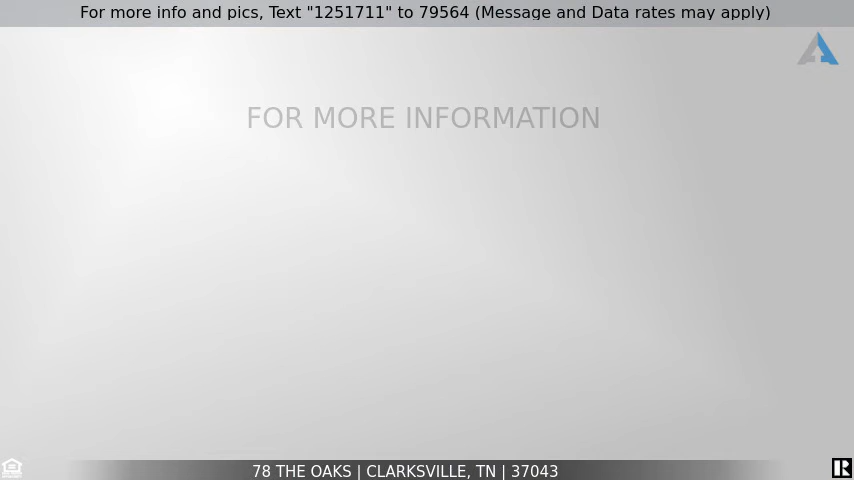 For more info and pics, Text "1251711" to 79564 (Message and Data rates may apply)
FOR MORE INFORMATION
78 THE OAKS | CLARKSVILLE, TN | 37043